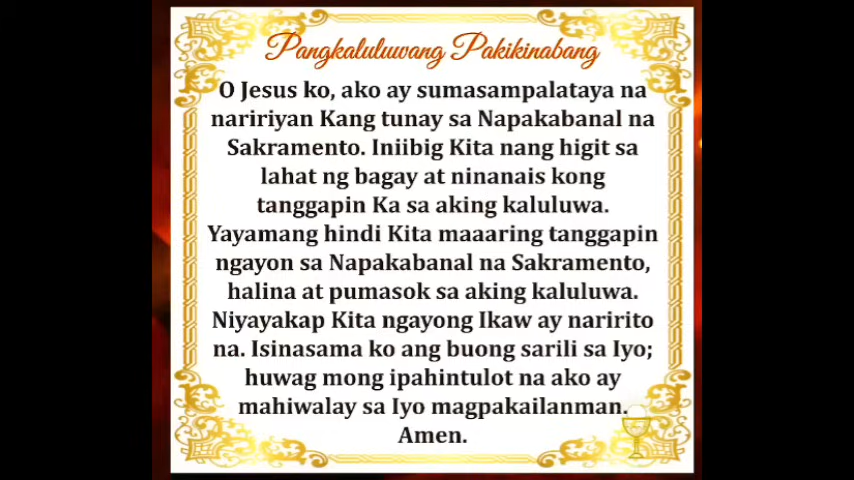 Pangkaluluwang Pakikinabang
O Jesus ko, ako ay sumasampalataya na
naririyan Kang tunay sa Napakabanal na
Sakramento. Iniibig Kita nang higit sa
lahat ng bagay at ninanais kong
tanggapin Ka sa aking kaluluwa.
Yayamang hindi Kita maaaring tanggapin
ngayon sa Napakabanal na Sakramento,
halina at pumasok sa aking kaluluwa.
Niyayakap Kita ngayong Ikaw ay naririto
na. Isinasama ko ang buong sarili sa Iyo;
huwag mong ipahintulot na ako ay
mahiwalay sa Iyo magpakailanman.
Amen.